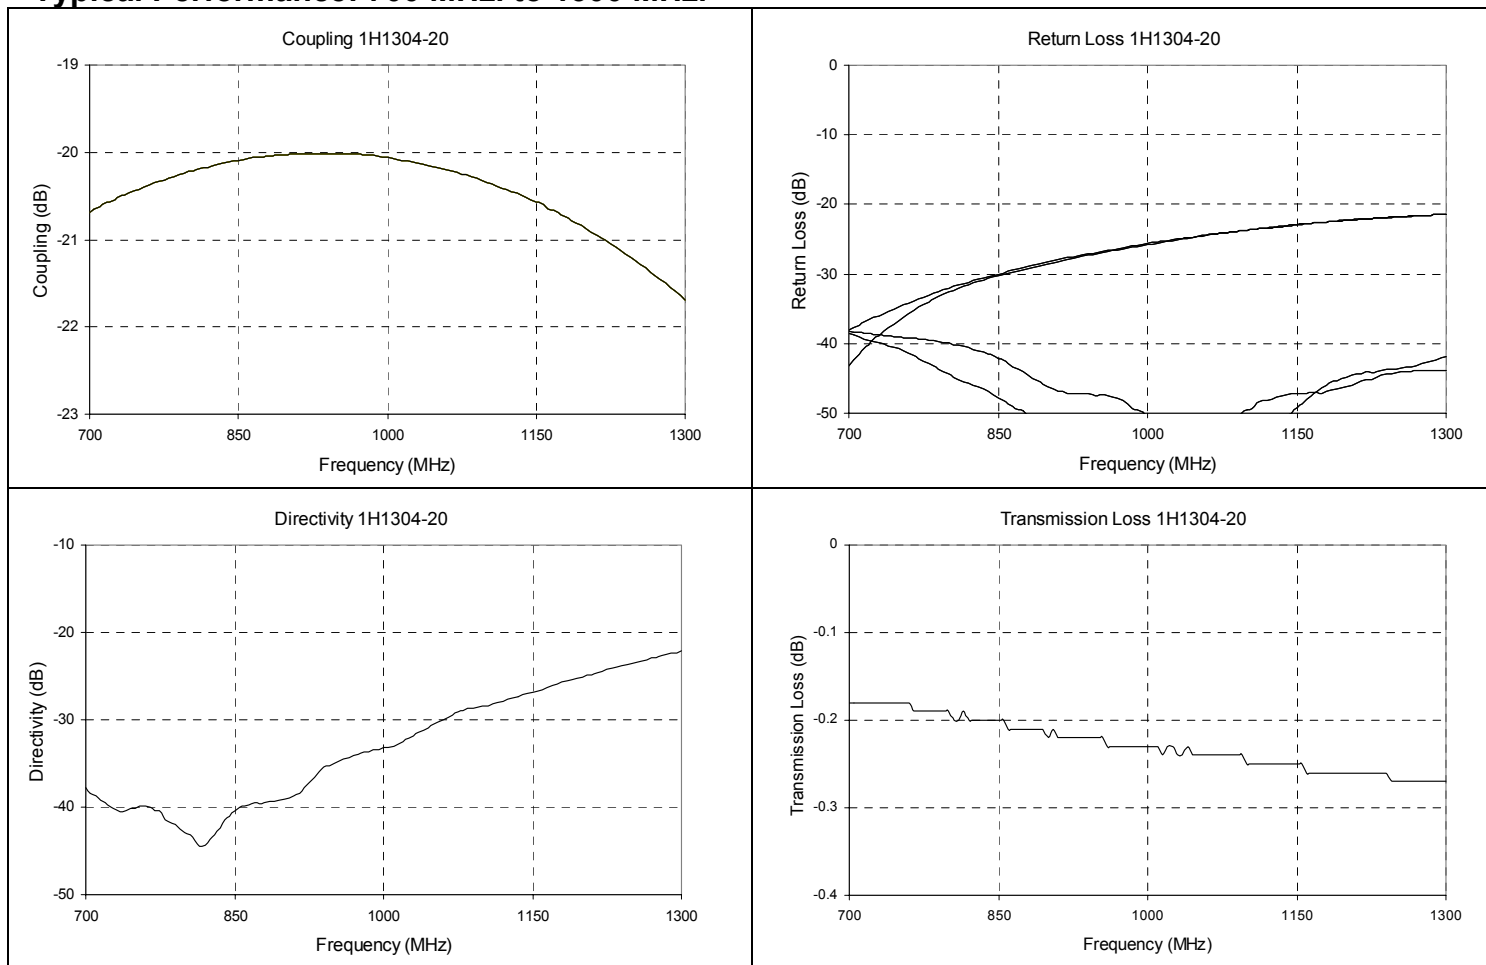 Coupling 1H1304-20
-19
-20
-21
-22
-23
Coupling (dB)
700 850 1000 1150 1300
Frequency (MHz)
Return Loss 1H1304-20
0
-10
-20
-30
-40
-50
Return Loss (dB)
700 850 1000 1150 1300
Frequency (MHz)
Directivity 1H1304-20
-10
-20
-30
-40
-50
Directivity (dB)
700 850 1000 1150 1300
Frequency (MHz)
Transmission Loss 1H1304-20
0
-0.1
-0.2
-0.3
-0.4
Transmission Loss (dB)
700 850 1000 1150 1300
Frequency (MHz)